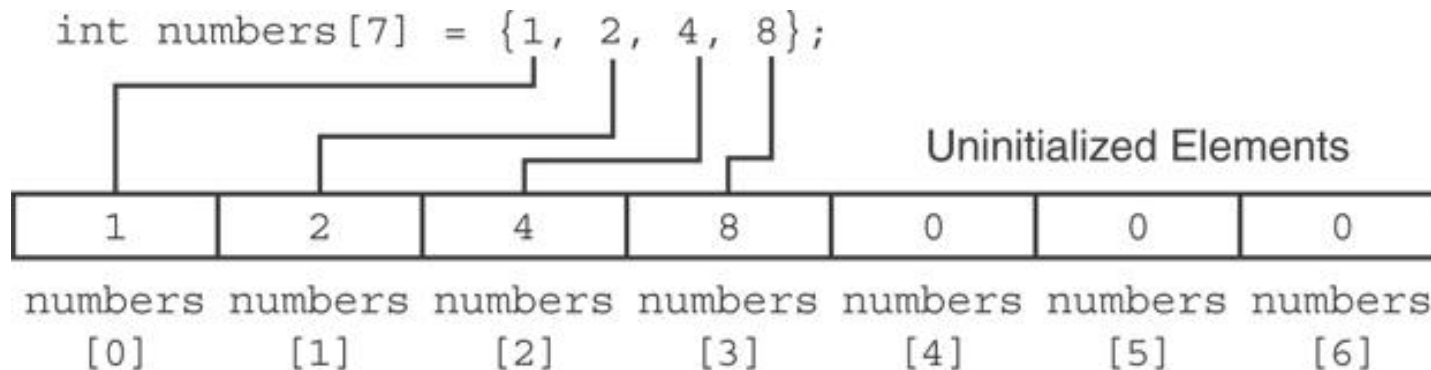 int numbers[7] = {1, 2, 4, 8};
Uninitialized Elements
1 2 4 8 0 0 0
numbers numbers numbers numbers numbers numbers numbers
[0] [1] [2] [3] [4] [5] [6]